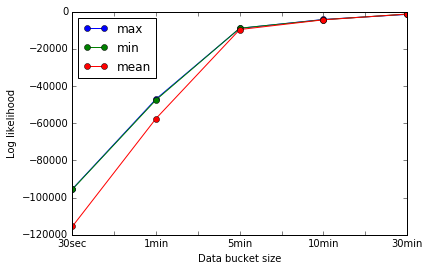 0
−20000
−40000
−60000
−80000
−100000
−120000
Log likelihood
max
min
mean
30sec 1min 5min 10min 30min
Data bucket size